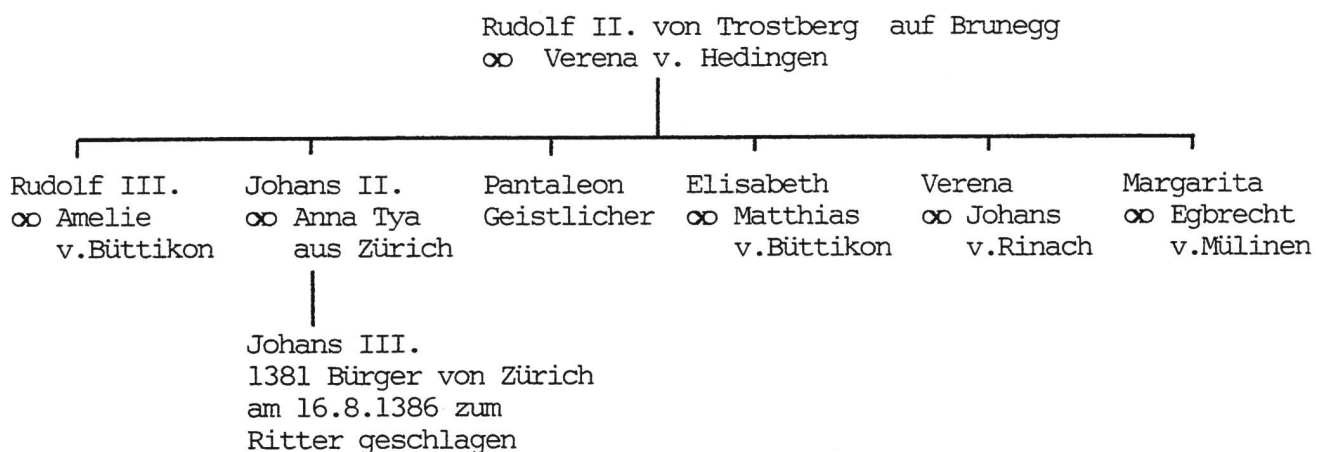 Rudolf II. von Trostberg auf Brunegg
∞ Verena v. Hedingen
Rudolf III.
∞ Amelie
v.Büttikon
Johans II.
∞ Anna Tya
aus Zürich
Pantaleon
Geistlicher
Elisabeth
∞ Matthias
v.Büttikon
Verena
∞ Johans
v.Rinach
Margarita
∞ Egbrecht
v.Mülinen
Johans III.
1381 Bürger von Zürich
am 16.8.1386 zum
Ritter geschlagen